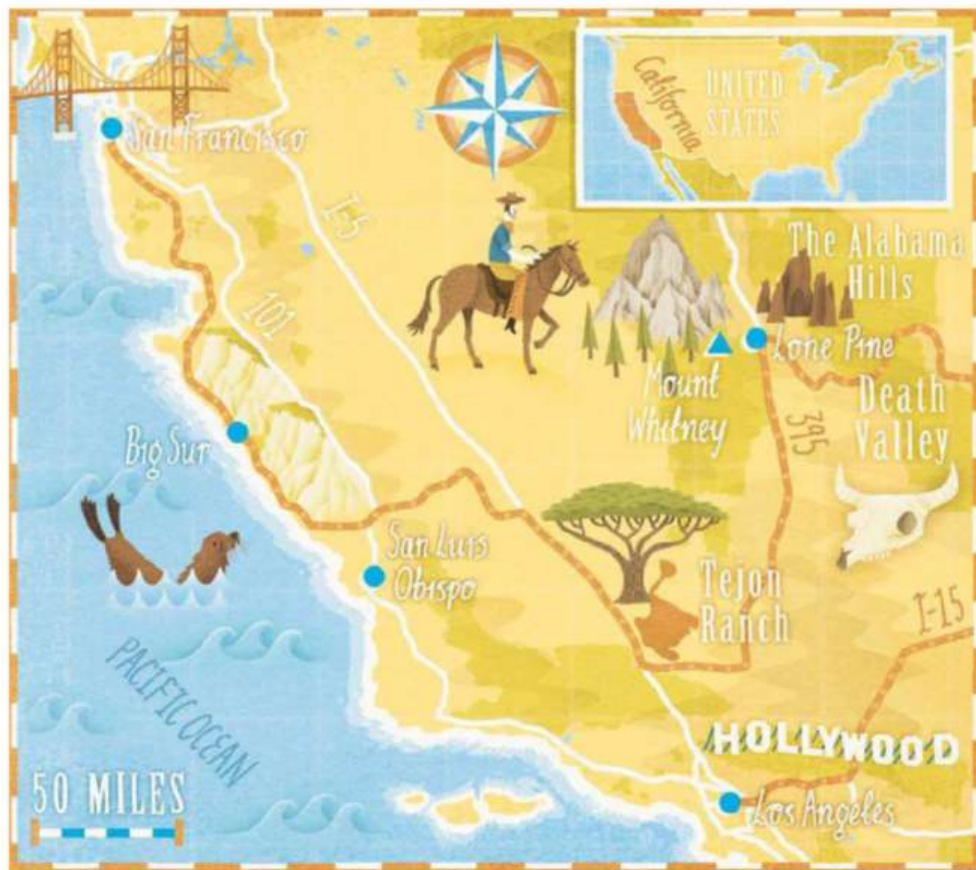 California
UNITED
STATES
San Francisco
I-5
101
The Alabama
Hills
Lone Pine
Mount
Whitney
395
Death
Valley
Big Sur
San Luis
Obispo
Tejon
Ranch
I-15
PACIFIC OCEAN
HOLLYWOOD
50 MILES
Los Angeles